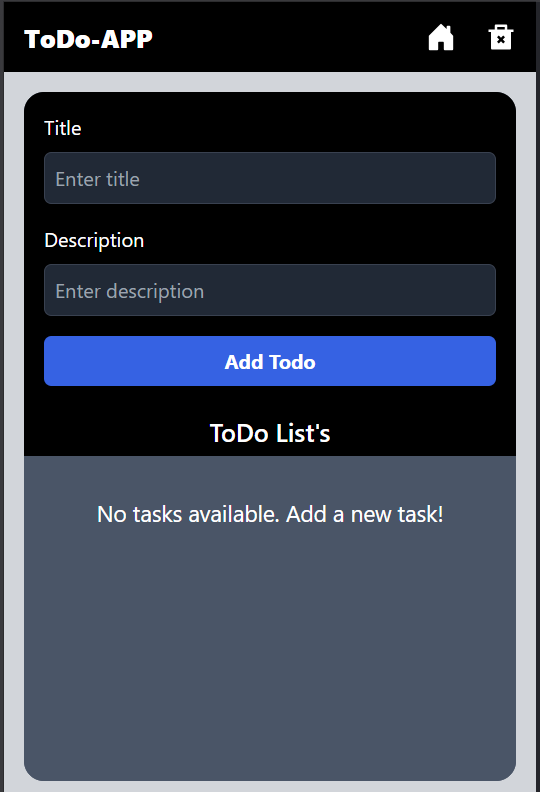 ToDo-APP
Title
Enter title
Description
Enter description
Add Todo
ToDo List's
No tasks available. Add a new task!